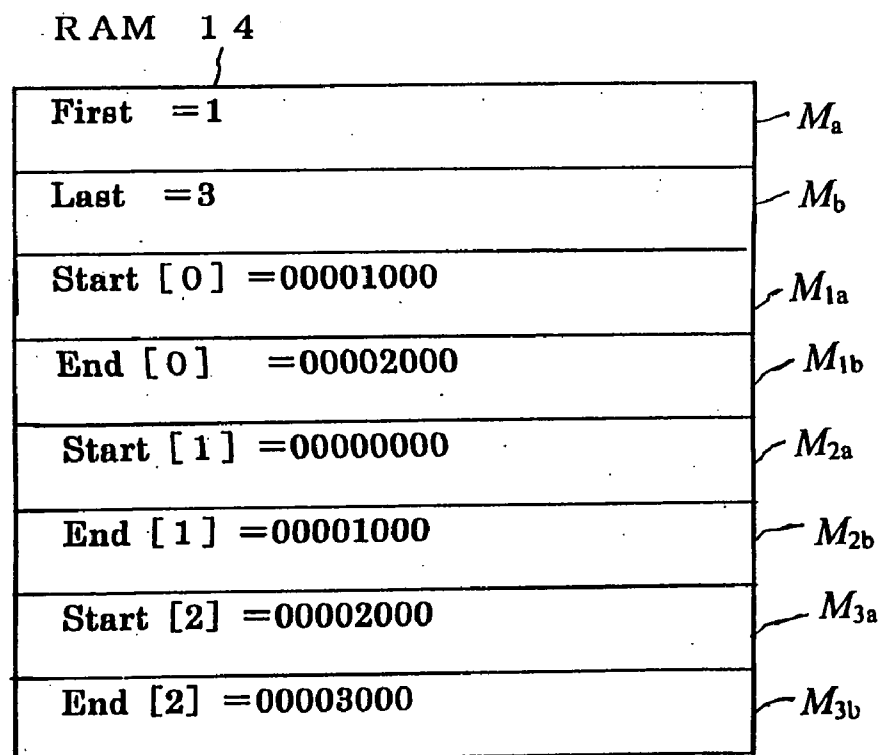 RAM 14
First =1 Ma
Last =3 Mb
Start [0] =00001000 M1a
End [0] =00002000 M1b
Start [1] =00000000 M2a
End [1] =00001000 M2b
Start [2] =00002000 M3a
End [2] =00003000 M3b